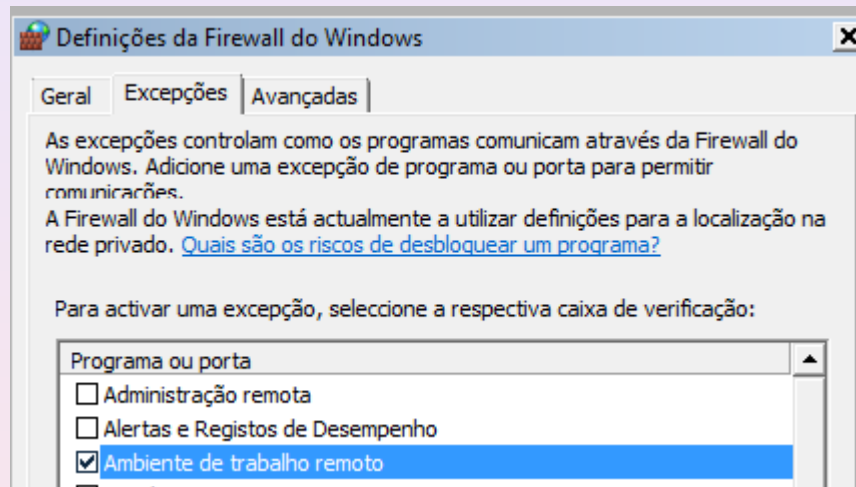 Definições da Firewall do Windows
Geral Excepções Avançadas
As excepções controlam como os programas comunicam através da Firewall do
Windows. Adicione uma excepção de programa ou porta para permitir
comunicações.
A Firewall do Windows está actualmente a utilizar definições para a localização na
rede privado. Quais são os riscos de desbloquear um programa?
Para activar uma excepção, seleccione a respectiva caixa de verificação:
Programa ou porta
Administração remota
Alertas e Registos de Desempenho
Ambiente de trabalho remoto